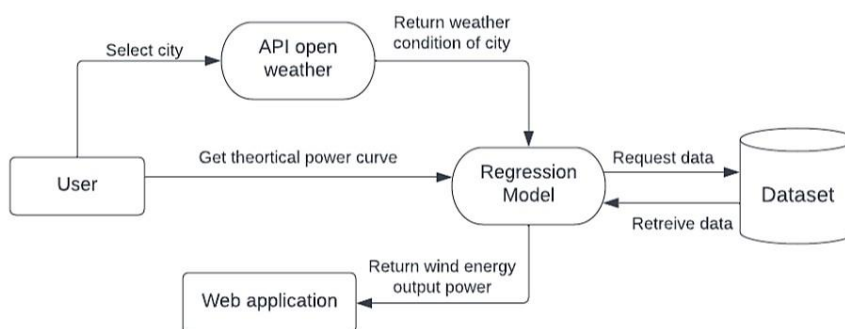 Select city
API open
weather
Return weather
condition of city
User
Get theortical power curve
Regression
Model
Request data
Retreive data
Dataset
Return wind energy
output power
Web application